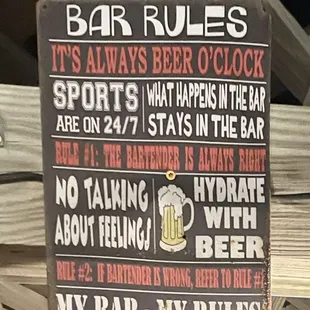 BAR RULES
IT'S ALWAYS BEER O'CLOCK
SPORTS
ARE ON 24/7
WHAT HAPPENS IN THE BAR
STAYS IN THE BAR
RULE #1: THE BARTENDER IS ALWAYS RIGHT
NO TALKING
ABOUT FEELINGS
HYDRATE
WITH
BEER
RULE #2: IF BARTENDER IS WRONG, REFER TO RULE #1
MY BAR - MY RULES